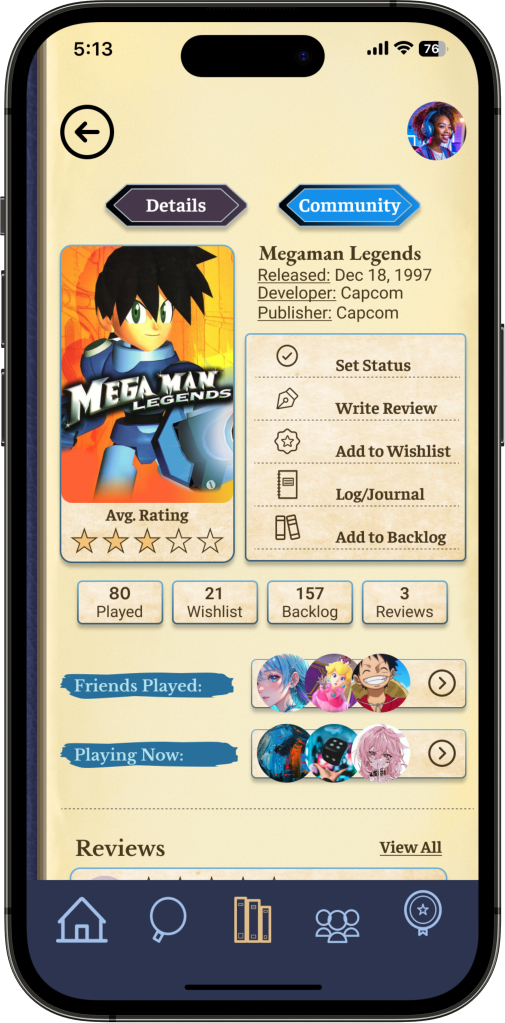 5:13
76
Details
Community
MEGA MAN
LEGENDS
Megaman Legends
Released: Dec 18, 1997
Developer: Capcom
Publisher: Capcom
Set Status
Write Review
Add to Wishlist
Log/Journal
Add to Backlog
Avg. Rating
80
Played
21
Wishlist
157
Backlog
3
Reviews
Friends Played:
Playing Now:
Reviews
View All